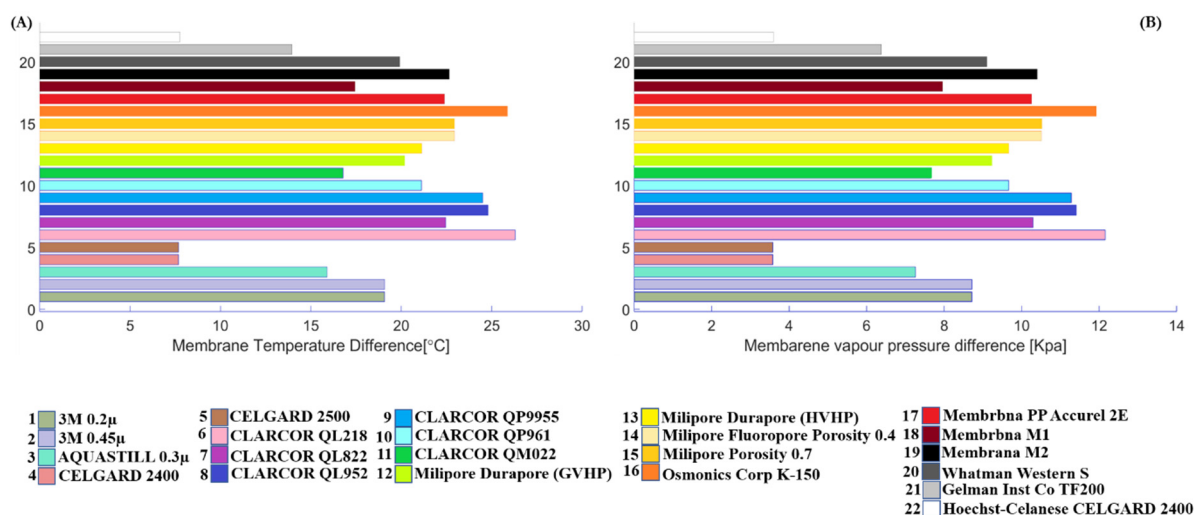 (A)
(B)
20
15
10
5
0
0 5 10 15 20 25 30
Membrane Temperature Difference[°C]
20
15
10
5
0
0 2 4 6 8 10 12 14
Membarene vapour pressure difference [Kpa]
1 3M 0.2µ
2 3M 0.45µ
3 AQUASTILL 0.3µ
4 CELGARD 2400
5 CELGARD 2500
6 CLARCOR QL218
7 CLARCOR QL822
8 CLARCOR QL952
9 CLARCOR QP9955
10 CLARCOR QP961
11 CLARCOR QM022
12 Milipore Durapore (GVHP)
13 Milipore Durapore (HVHP)
14 Milipore Fluoropore Porosity 0.4
15 Milipore Porosity 0.7
16 Osmonics Corp K-150
17 Membrbna PP Accurel 2E
18 Membrbna M1
19 Membrana M2
20 Whatman Western S
21 Gelman Inst Co TF200
22 Hoechst-Celanese CELGARD 2400